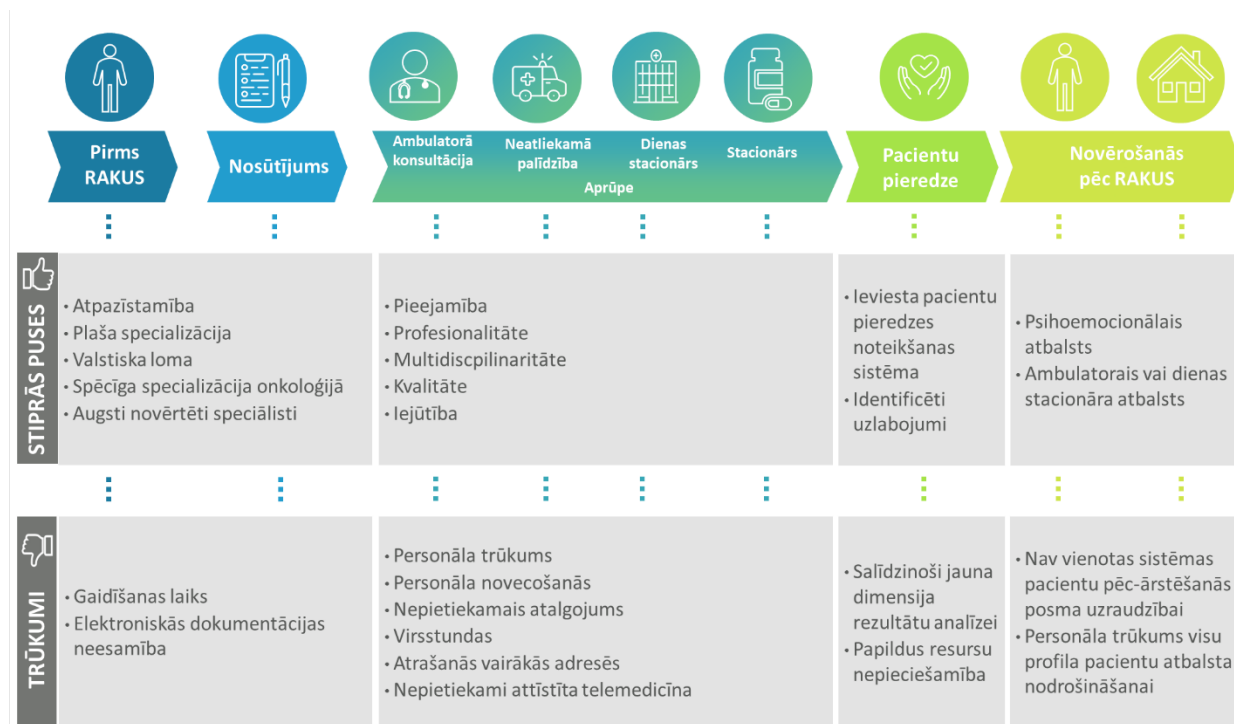 Pirms
RAKUS
Nosūtījums
Ambulatorā
konsultācija
Neatliekamā
palīdzība
Dienas
stacionārs
Stacionārs
Aprūpe
Pacientu
pieredze
Novērošanās
pēc RAKUS
STIPRĀS PUSES
• Atpazīstamība
• Plaša specializācija
• Valstiska loma
• Spēcīga specializācija onkoloģijā
• Augsti novērtēti speciālisti
• Pieejamība
• Profesionalitāte
• Multidiscpilinaritāte
• Kvalitāte
• Iejūtība
• Ieviesta pacientu
pieredzes
noteikšanas
sistēma
• Identificēti
uzlabojumi
• Psihoemocionālais
atbalsts
• Ambulatorais vai dienas
stacionāra atbalsts
TRŪKUMI
• Gaidīšanas laiks
• Elektroniskās dokumentācijas
neesamība
• Personāla trūkums
• Personāla novecošanās
• Nepietiekamais atalgojums
• Virsstundas
• Atrašanās vairākās adresēs
• Nepietiekami attīstīta telemedicīna
• Salīdzinoši jauna
dimensija
rezultātu analīzei
• Papildus resursu
nepieciešamība
• Nav vienotas sistēmas
pacientu pēc-ārstēšanās
posma uzraudzībai
• Personāla trūkums visu
profila pacientu atbalsta
nodrošināšanai